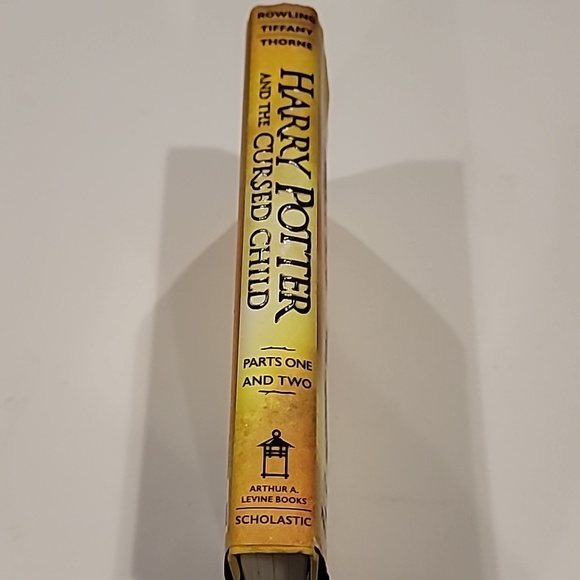 ROWLING
TIFFANY
THORNE
HARRY POTTER
AND THE CURSED CHILD
PARTS ONE
AND TWO
ARTHUR A.
LEVINE BOOKS
SCHOLASTIC